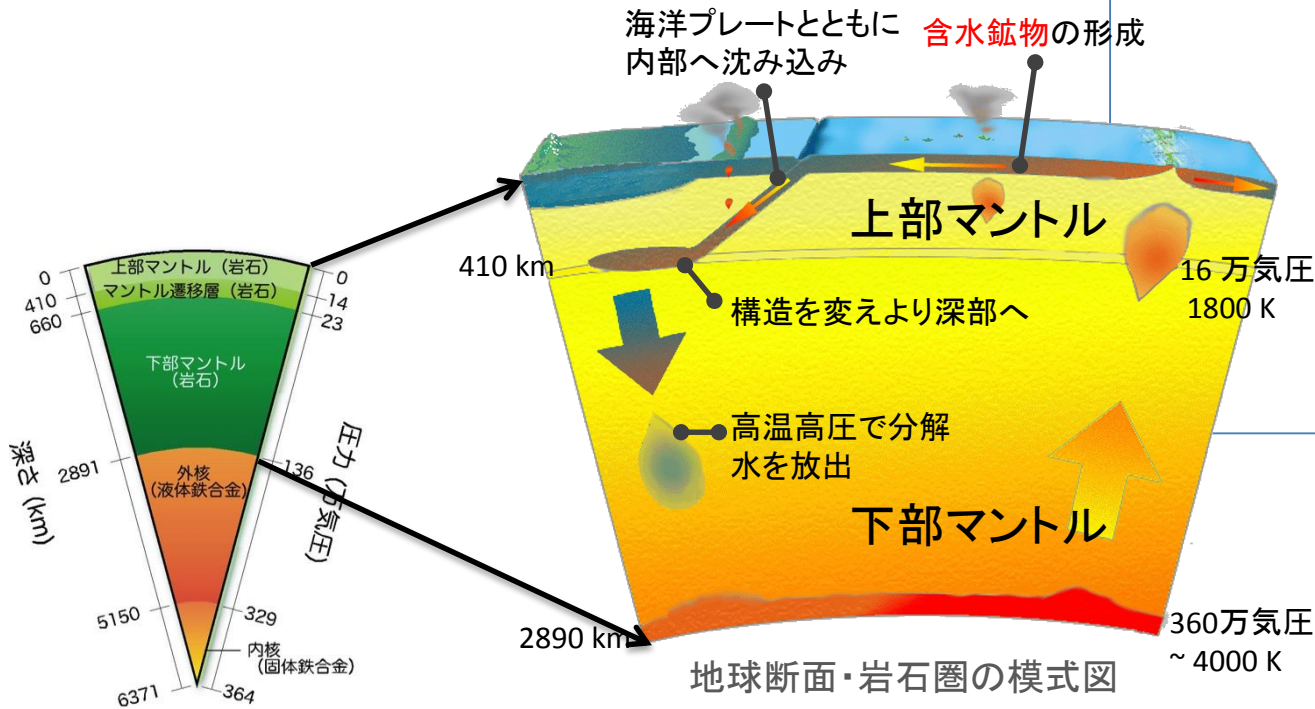 海洋プレートとともに
内部へ沈み込み
含水鉱物の形成
上部マントル
410 km
16 万気圧
1800 K
構造を変えより深部へ
高温高圧で分解
水を放出
下部マントル
2890 km
360万気圧
~ 4000 K
地球断面・岩石圏の模式図
上部マントル（岩石）
マントル遷移層（岩石）
下部マントル
（岩石）
外核
（液体鉄合金）
内核
（固体鉄合金）
深さ (km)
0
410
660
2891
5150
6371
圧力 (万気圧)
0
14
23
136
329
364